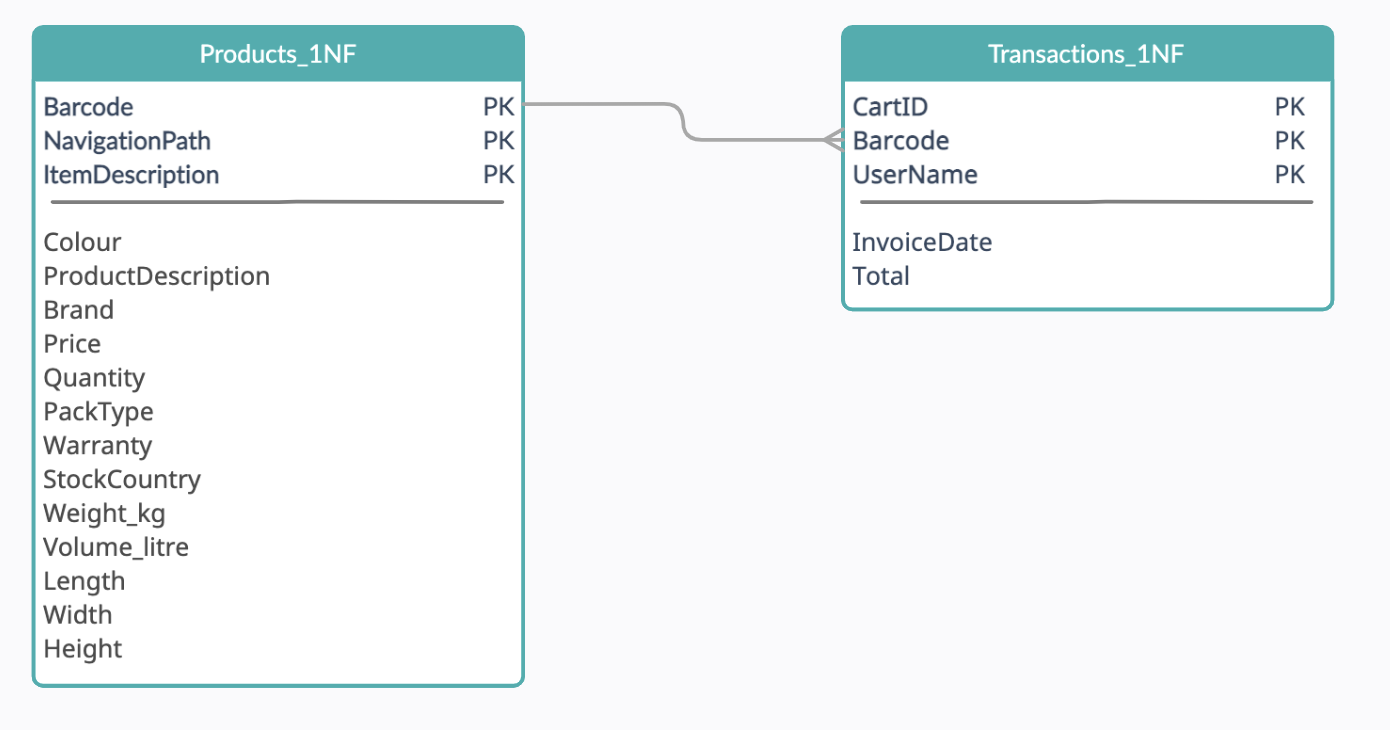 Products_1NF
Barcode PK
NavigationPath PK
ItemDescription PK
Colour
ProductDescription
Brand
Price
Quantity
PackType
Warranty
StockCountry
Weight_kg
Volume_litre
Length
Width
Height
Transactions_1NF
CartID PK
Barcode PK
UserName PK
InvoiceDate
Total